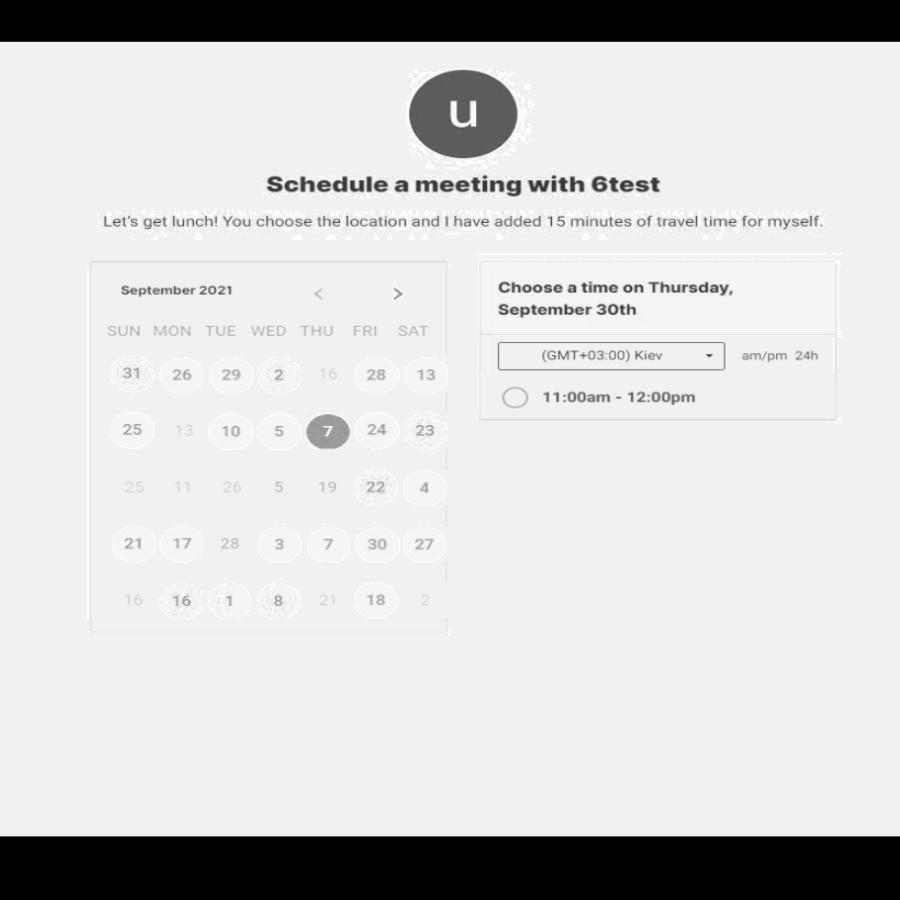 u
Schedule a meeting with 6test
Let's get lunch! You choose the location and I have added 15 minutes of travel time for myself.
September 2021 < >
SUN MON TUE WED THU FRI SAT
31 26 29 2 16 28 13
25 13 10 5 7 24 23
25 11 26 5 19 22 4
21 17 28 3 7 30 27
16 16 1 8 21 18 2
Choose a time on Thursday,
September 30th
(GMT+03:00) Kiev am/pm 24h
11:00am - 12:00pm